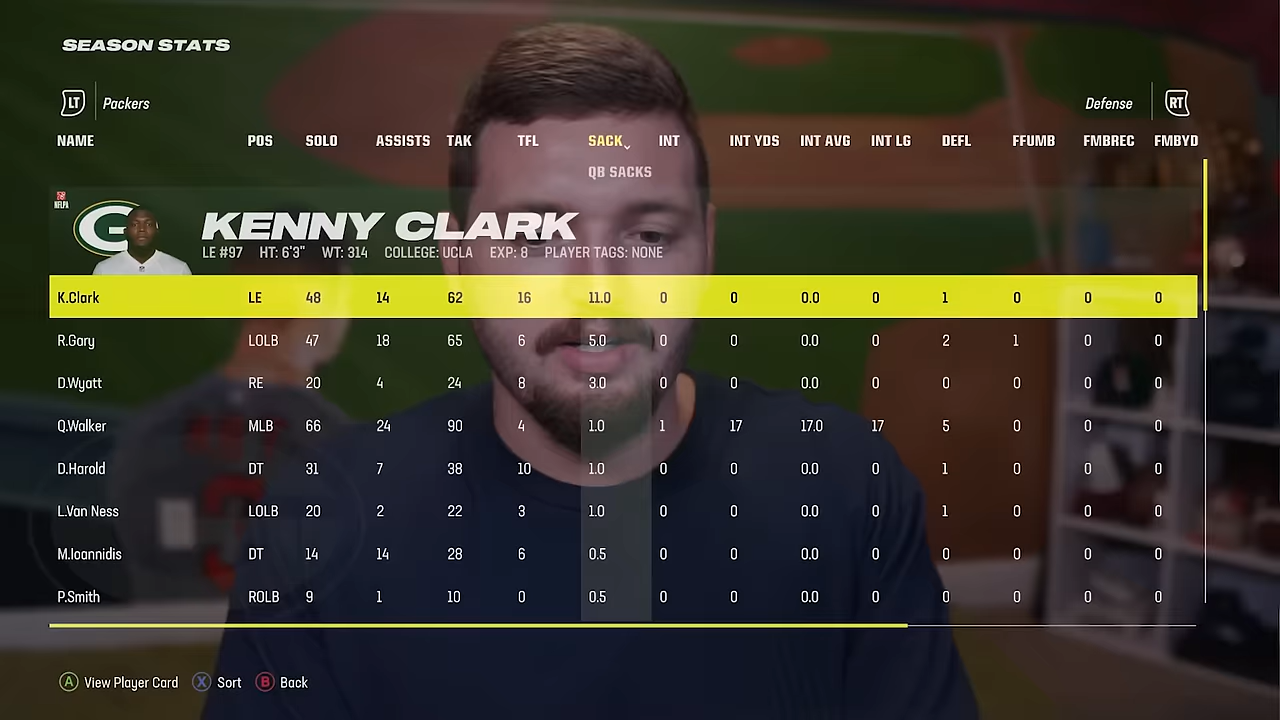 SEASON STATS
LT Packers Defense RT
NAME POS SOLO ASSISTS TAK TFL SACK INT INT YDS INT AVG INT LG DEFL FFUMB FMBREC FMBYD
QB SACKS
NFLPA
G
KENNY CLARK
LE #97 HT: 6'3" WT: 314 COLLEGE: UCLA EXP: 8 PLAYER TAGS: NONE
K.Clark LE 48 14 62 16 11.0 0 0 0.0 0 1 0 0 0
R.Gary LOLB 47 18 65 6 5.0 0 0 0.0 0 2 1 0 0
D.Wyatt RE 20 4 24 8 3.0 0 0 0.0 0 0 0 0 0
Q.Walker MLB 66 24 90 4 1.0 1 17 17.0 17 5 0 0 0
D.Harold DT 31 7 38 10 1.0 0 0 0.0 0 1 0 0 0
L.Van Ness LOLB 20 2 22 3 1.0 0 0 0.0 0 1 0 0 0
M.Ioannidis DT 14 14 28 6 0.5 0 0 0.0 0 0 0 0 0
P.Smith ROLB 9 1 10 0 0.5 0 0 0.0 0 0 0 0 0
A View Player Card X Sort B Back